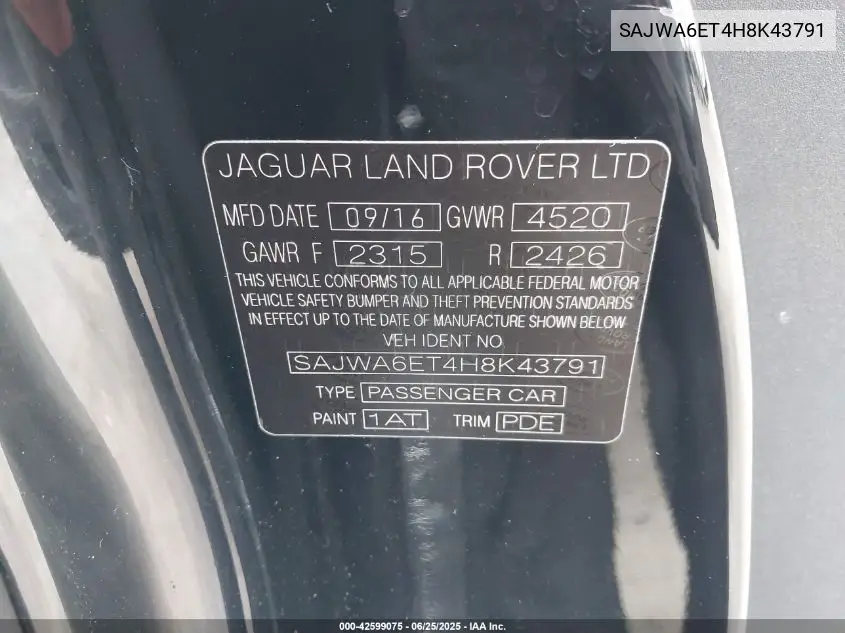 SAJWA6ET4H8K43791
JAGUAR LAND ROVER LTD
MFD DATE 09/16 GVWR 4520
GAWR F 2315 R 2426
THIS VEHICLE CONFORMS TO ALL APPLICABLE FEDERAL MOTOR
VEHICLE SAFETY BUMPER AND THEFT PREVENTION STANDARDS
IN EFFECT UP TO THE DATE OF MANUFACTURE SHOWN BELOW
VEH IDENT NO
SAJWA6ET4H8K43791
TYPE PASSENGER CAR
PAINT 1AT TRIM PDE
000-42599075 - 06/25/2025 - IAA Inc.